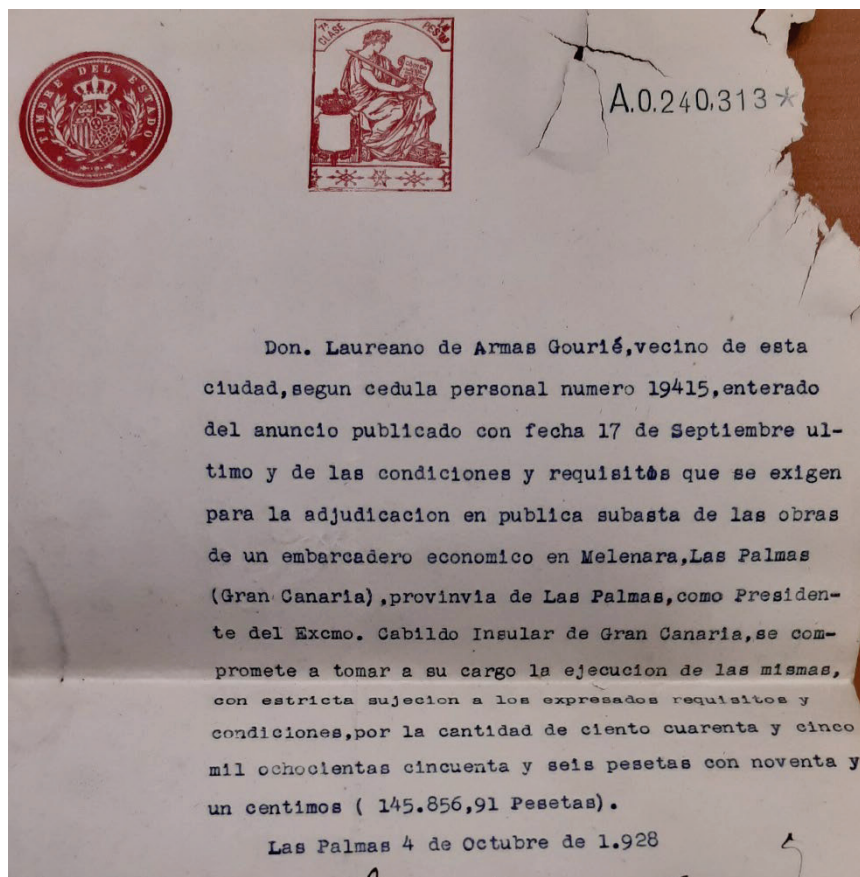 TIMBRE DEL ESTADO
7ª CLASE
PESETA
A.0.240.313*
Don. Laureano de Armas Gourié,vecino de esta
ciudad,segun cedula personal numero 19415,enterado
del anuncio publicado con fecha 17 de Septiembre ul-
timo y de las condiciones y requisitos que se exigen
para la adjudicacion en publica subasta de las obras
de un embarcadero economico en Melenara,Las Palmas
(Gran Canaria),provinvia de Las Palmas,como Presiden-
te del Excmo. Cabildo Insular de Gran Canaria,se com-
promete a tomar a su cargo la ejecucion de las mismas,
con estricta sujecion a los expresados requisitos y
condiciones,por la cantidad de ciento cuarenta y cinco
mil ochocientas cincuenta y seis pesetas con noventa y
un centimos ( 145.856,91 Pesetas).
Las Palmas 4 de Octubre de 1.928